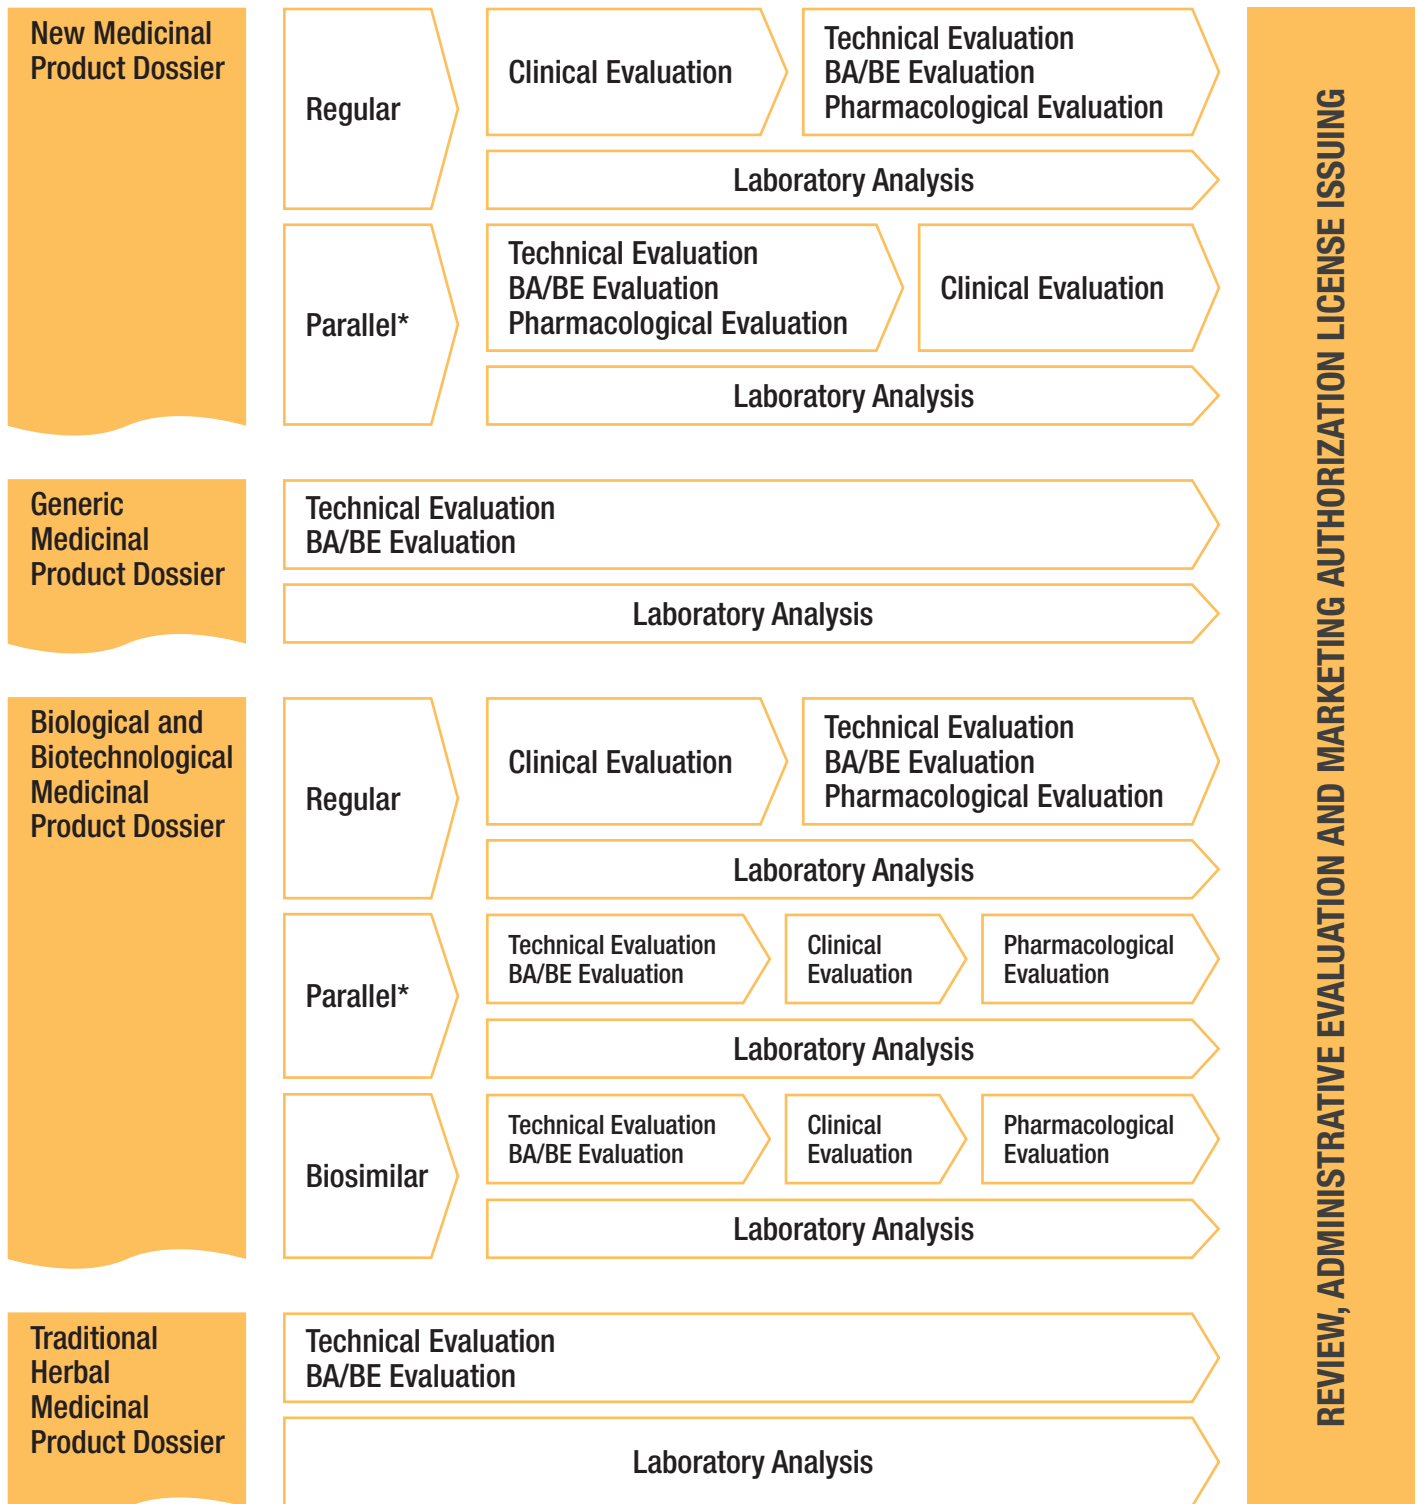 New Medicinal
Product Dossier
Regular
Clinical Evaluation
Technical Evaluation
BA/BE Evaluation
Pharmacological Evaluation
Laboratory Analysis
Parallel*
Technical Evaluation
BA/BE Evaluation
Pharmacological Evaluation
Clinical Evaluation
Laboratory Analysis
Generic
Medicinal
Product Dossier
Technical Evaluation
BA/BE Evaluation
Laboratory Analysis
Biological and
Biotechnological
Medicinal
Product Dossier
Regular
Clinical Evaluation
Technical Evaluation
BA/BE Evaluation
Pharmacological Evaluation
Laboratory Analysis
Parallel*
Technical Evaluation
BA/BE Evaluation
Clinical
Evaluation
Pharmacological
Evaluation
Laboratory Analysis
Biosimilar
Technical Evaluation
BA/BE Evaluation
Clinical
Evaluation
Pharmacological
Evaluation
Laboratory Analysis
Traditional
Herbal
Medicinal
Product Dossier
Technical Evaluation
BA/BE Evaluation
Laboratory Analysis
REVIEW, ADMINISTRATIVE EVALUATION AND MARKETING AUTHORIZATION LICENSE ISSUING